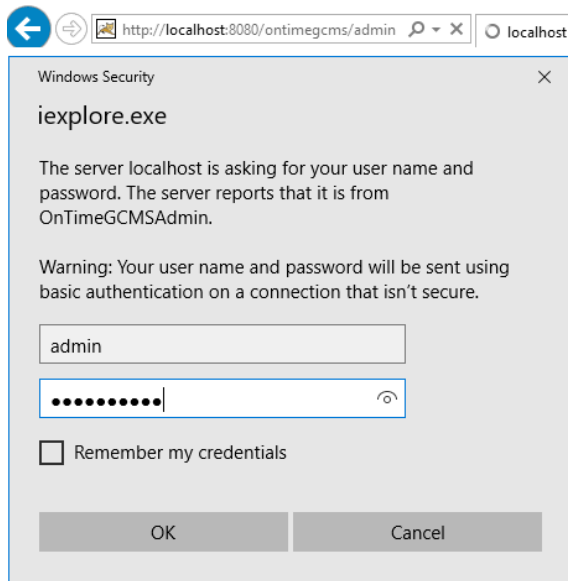 http://localhost:8080/ontimegcms/admin
localhost
Windows Security
iexplore.exe
The server localhost is asking for your user name and
password. The server reports that it is from
OnTimeGCMSAdmin.
Warning: Your user name and password will be sent using
basic authentication on a connection that isn't secure.
admin
●●●●●●●●●●
Remember my credentials
OK
Cancel